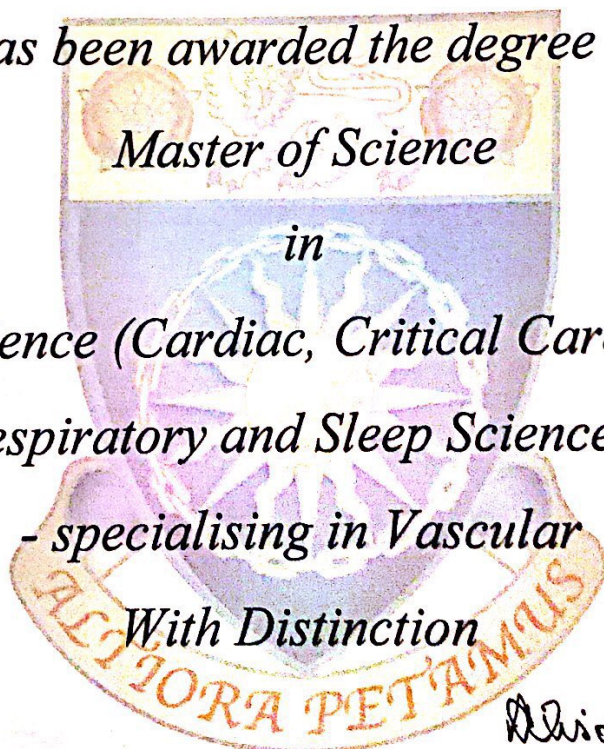 as been awarded the degree
Master of Science
in
ence (Cardiac, Critical Care
espiratory and Sleep Science
- specialising in Vascular
With Distinction
ALTIORA PETAMUS